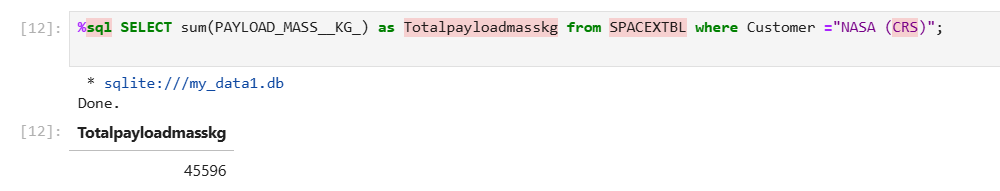 [12]: %sql SELECT sum(PAYLOAD_MASS__KG_) as Totalpayloadmasskg from SPACEXTBL where Customer ="NASA (CRS)";
* sqlite:///my_data1.db
Done.
[12]: Totalpayloadmasskg
45596